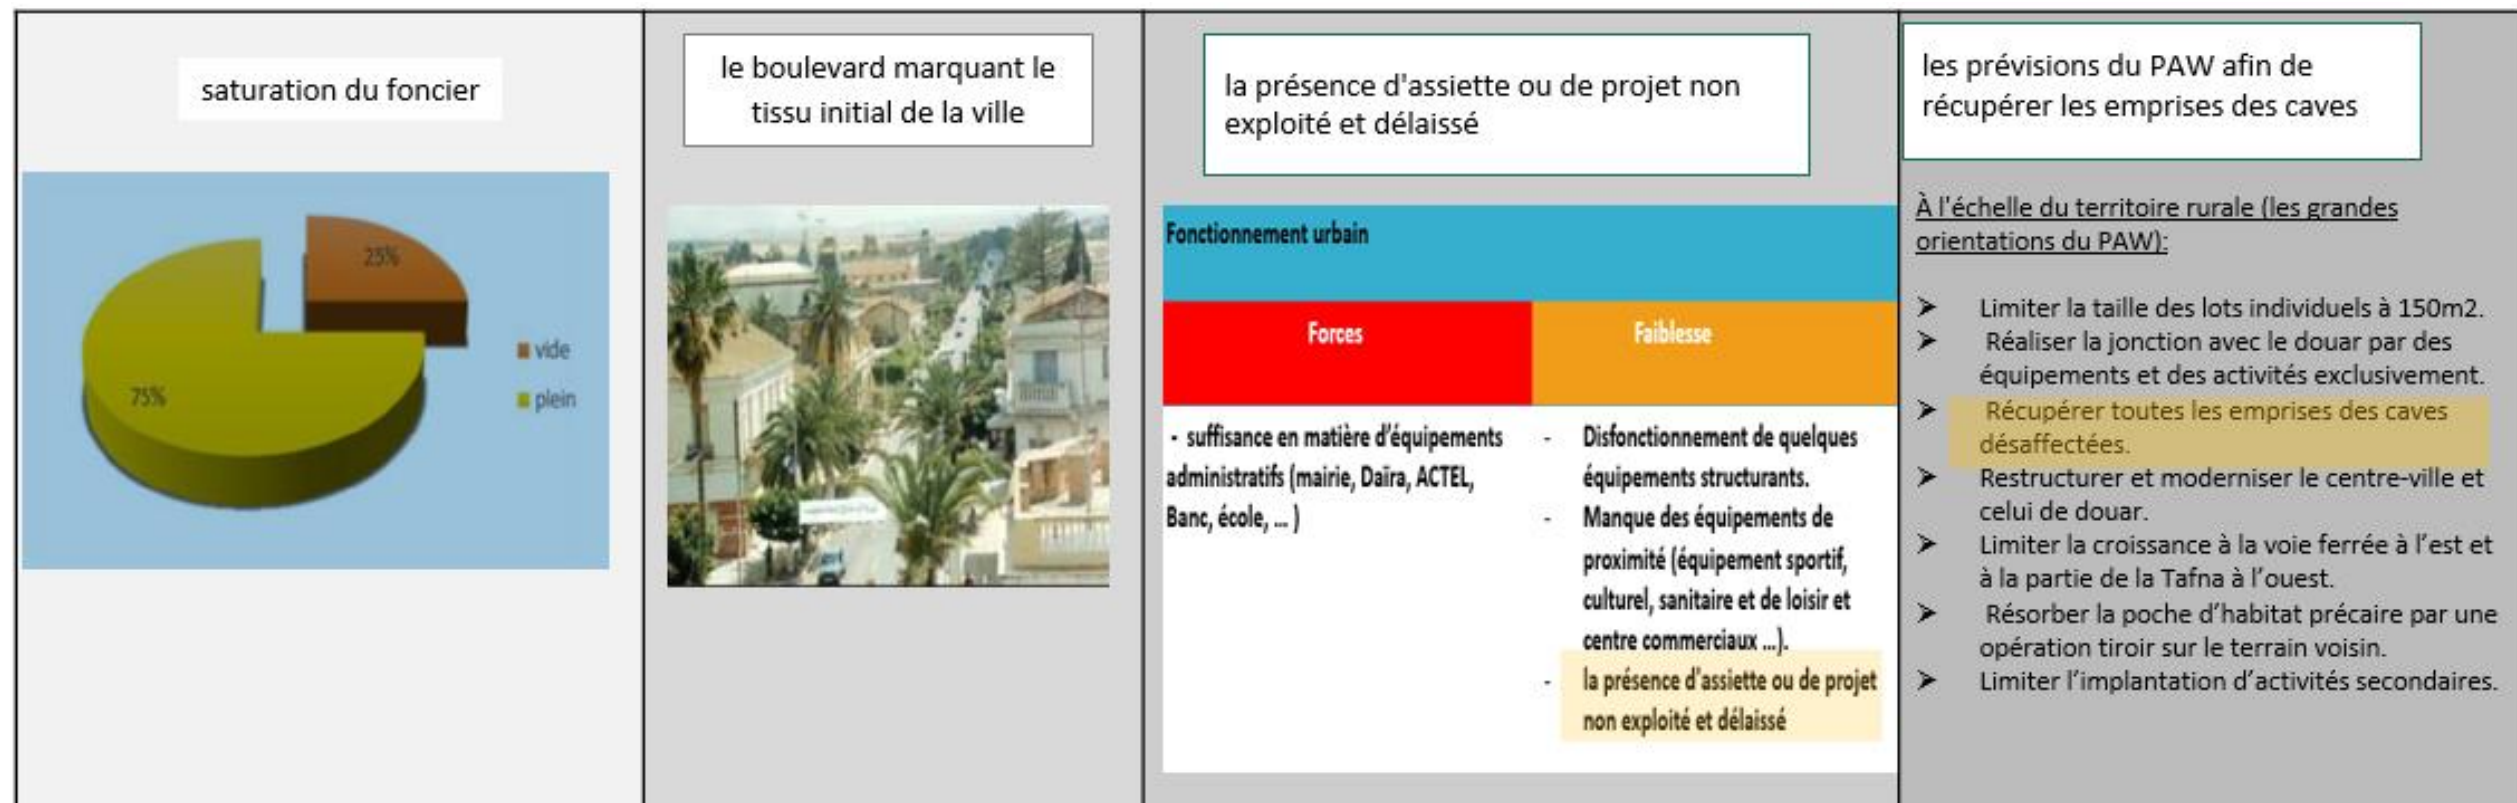 saturation du foncier
25%
75%
vide
plein
le boulevard marquant le
tissu initial de la ville
la présence d'assiette ou de projet non
exploité et délaissé
Fonctionnement urbain
Forces
Faiblesse
- suffisance en matière d'équipements
administratifs (mairie, Daïra, ACTEL,
Banc, école, ... )
- Disfonctionnement de quelques
équipements structurants.
- Manque des équipements de
proximité (équipement sportif,
culturel, sanitaire et de loisir et
centre commerciaux ...).
- la présence d'assiette ou de projet
non exploité et délaissé
les prévisions du PAW afin de
récupérer les emprises des caves
À l'échelle du territoire rurale (les grandes
orientations du PAW):
➤ Limiter la taille des lots individuels à 150m2.
➤ Réaliser la jonction avec le douar par des
équipements et des activités exclusivement.
➤ Récupérer toutes les emprises des caves
désaffectées.
➤ Restructurer et moderniser le centre-ville et
celui de douar.
➤ Limiter la croissance à la voie ferrée à l'est et
à la partie de la Tafna à l'ouest.
➤ Résorber la poche d'habitat précaire par une
opération tiroir sur le terrain voisin.
➤ Limiter l'implantation d'activités secondaires.